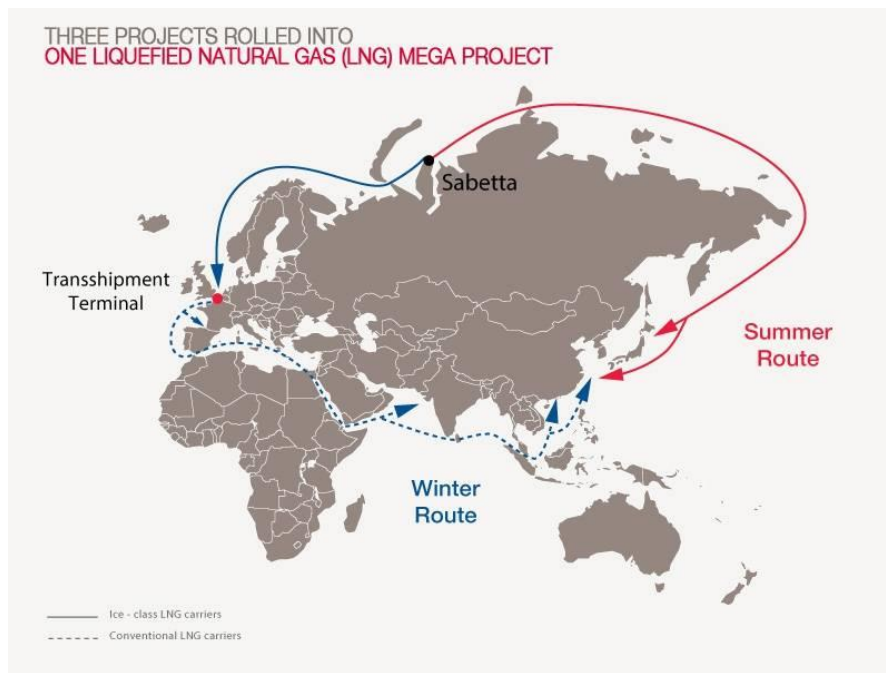 THREE PROJECTS ROLLED INTO
ONE LIQUEFIED NATURAL GAS (LNG) MEGA PROJECT
Sabetta
Transshipment
Terminal
Summer
Route
Winter
Route
Ice - class LNG carriers
Conventional LNG carriers